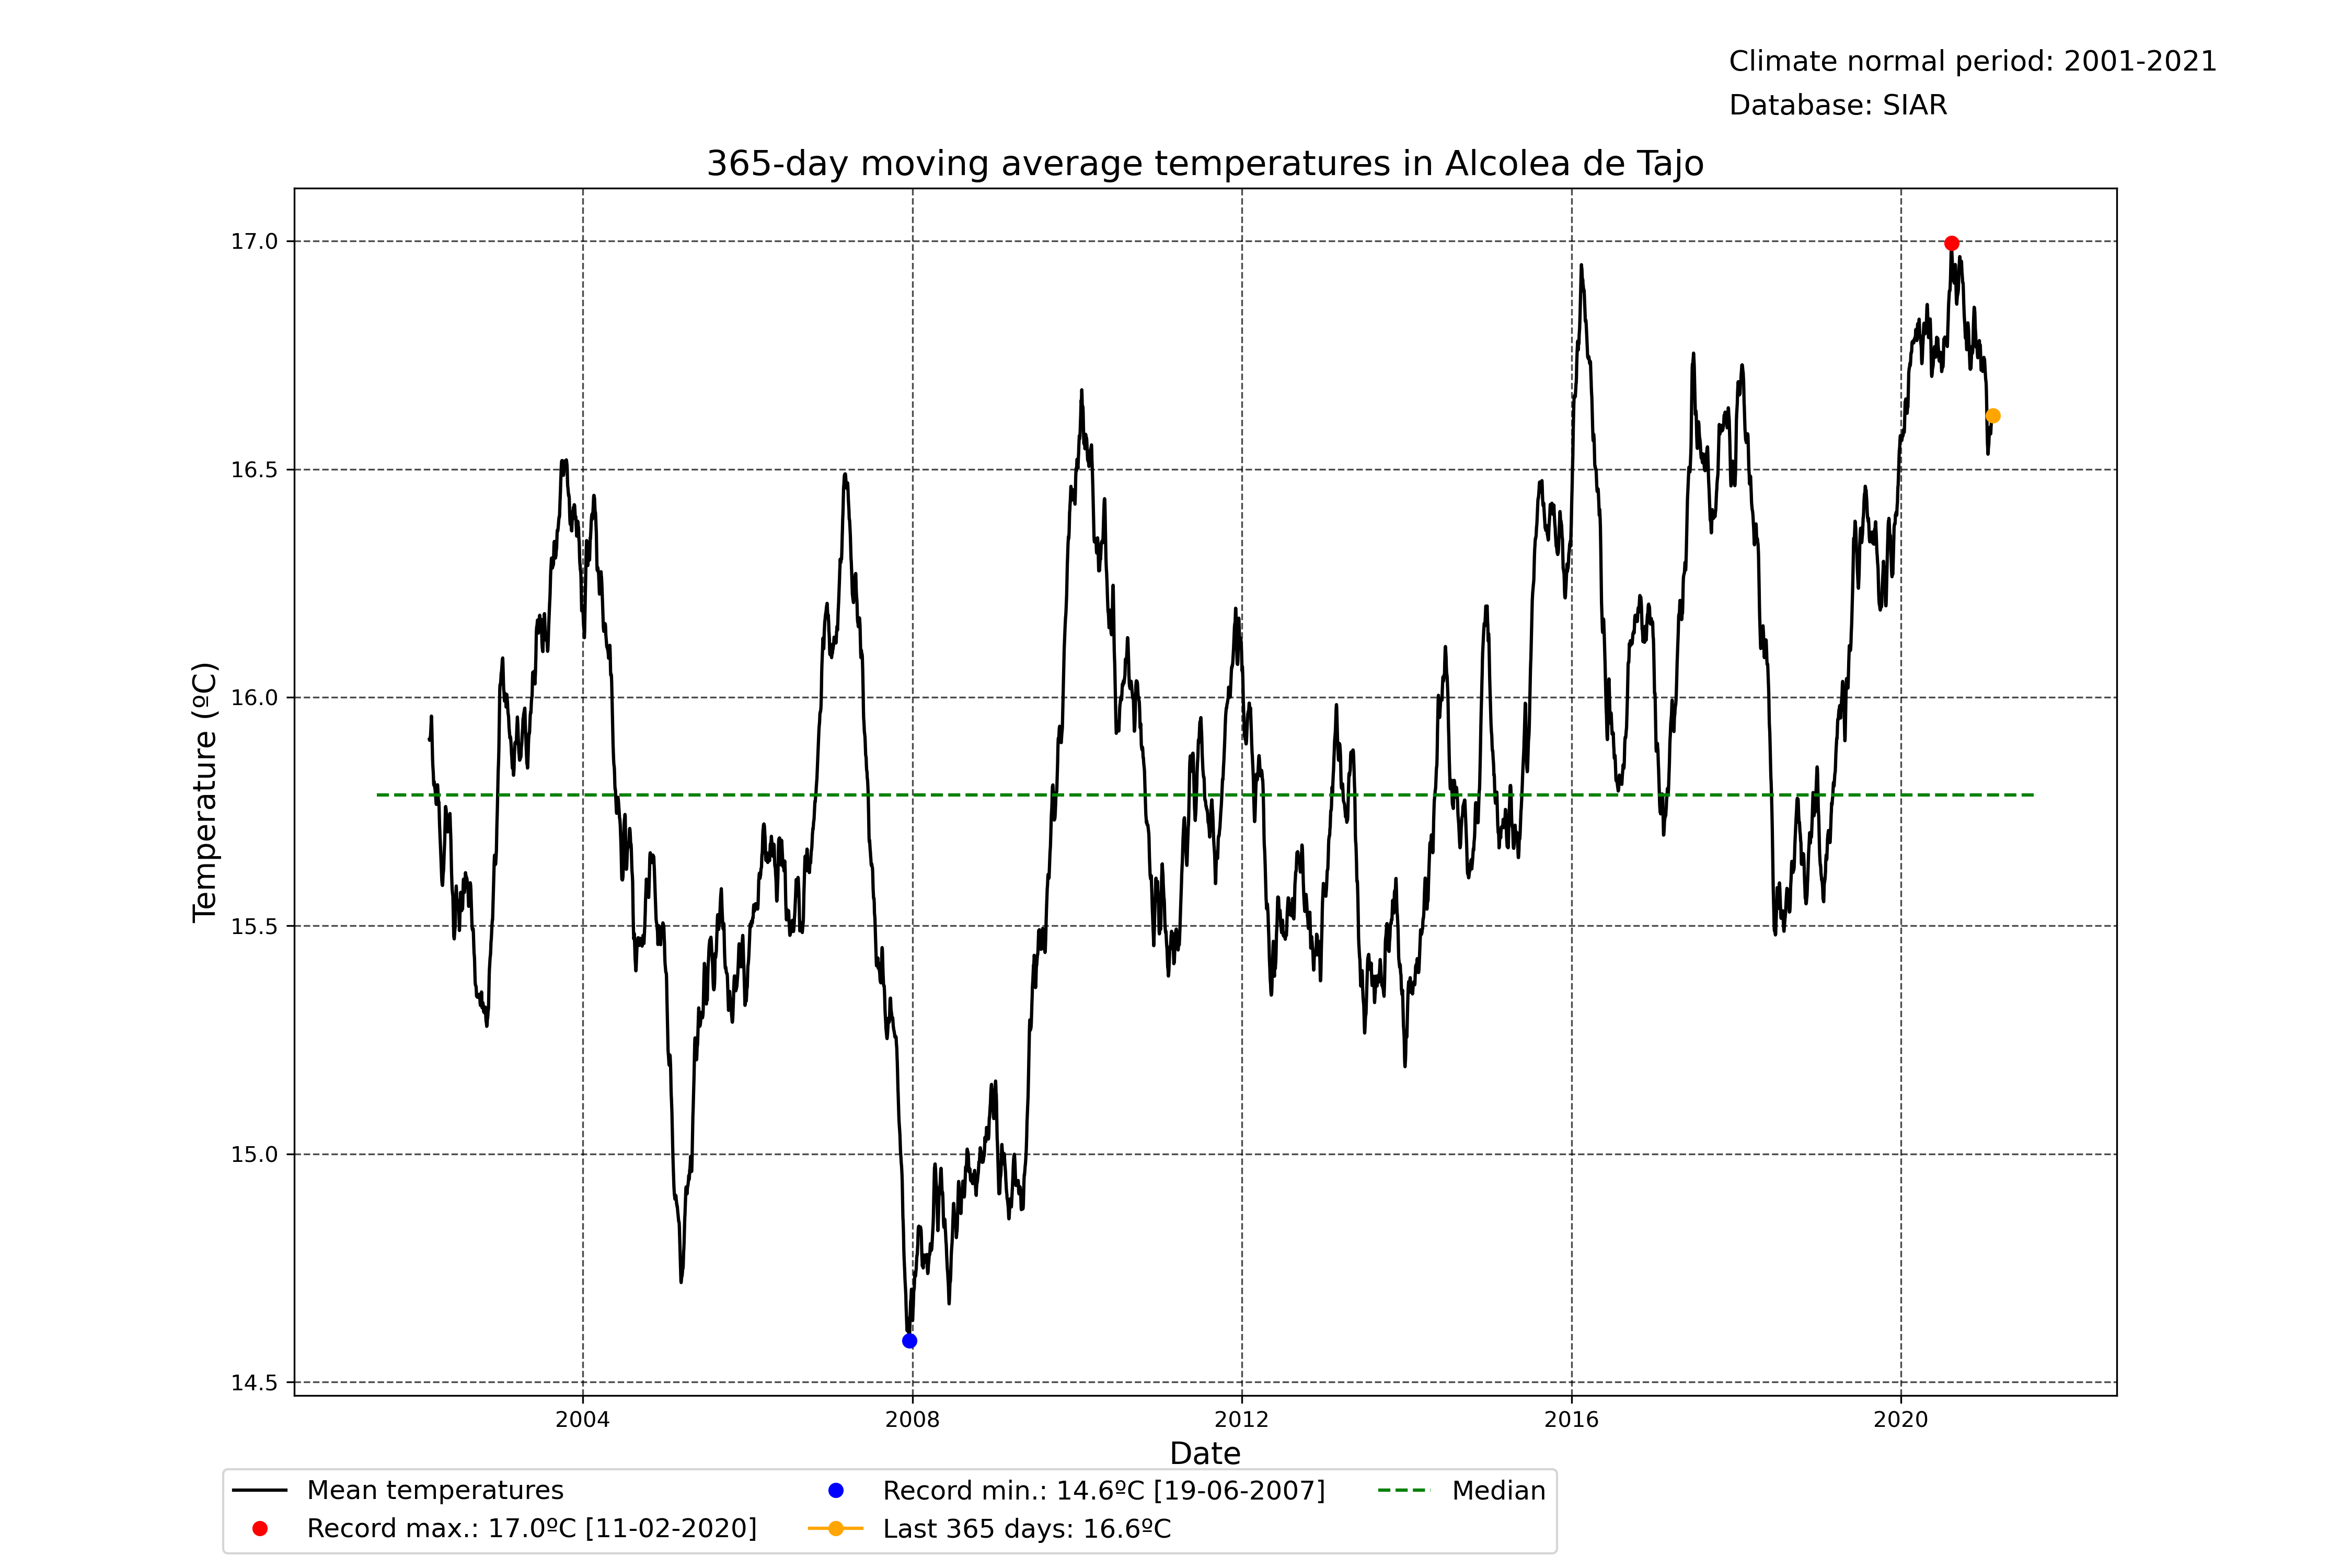 Climate normal period: 2001-2021
Database: SIAR
365-day moving average temperatures in Alcolea de Tajo
17.0
16.5
16.0
15.5
15.0
14.5
Temperature (ºC)
2004 2008 2012 2016 2020
Date
Mean temperatures
Record max.: 17.0ºC [11-02-2020]
Record min.: 14.6ºC [19-06-2007]
Last 365 days: 16.6ºC
Median